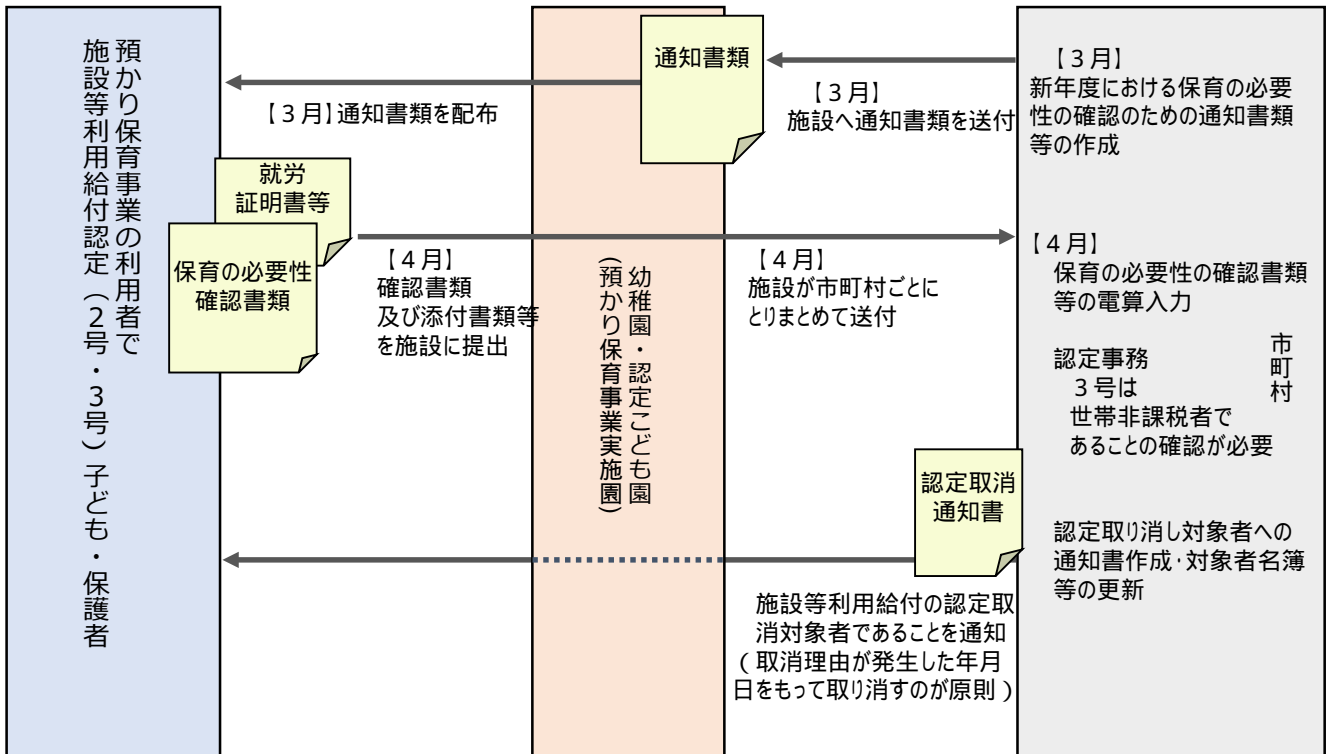 預かり保育事業の利用者で
施設等利用給付認定（２号・３号）子ども・保護者
通知書類
【３月】通知書類を配布
【３月】
施設へ通知書類を送付
【３月】
新年度における保育の必要
性の確認のための通知書類
等の作成
就労
証明書等
保育の必要性
確認書類
【４月】
確認書類
及び添付書類等
を施設に提出
幼稚園・認定こども園
（預かり保育事業実施園）
【４月】
施設が市町村ごとに
とりまとめて送付
【４月】
保育の必要性の確認書類
等の電算入力
市町村
認定事務
３号は
世帯非課税者で
あることの確認が必要
認定取消
通知書
認定取り消し対象者への
通知書作成・対象者名簿
等の更新
施設等利用給付の認定取
消対象者であることを通知
（取消理由が発生した年月
日をもって取り消すのが原則）